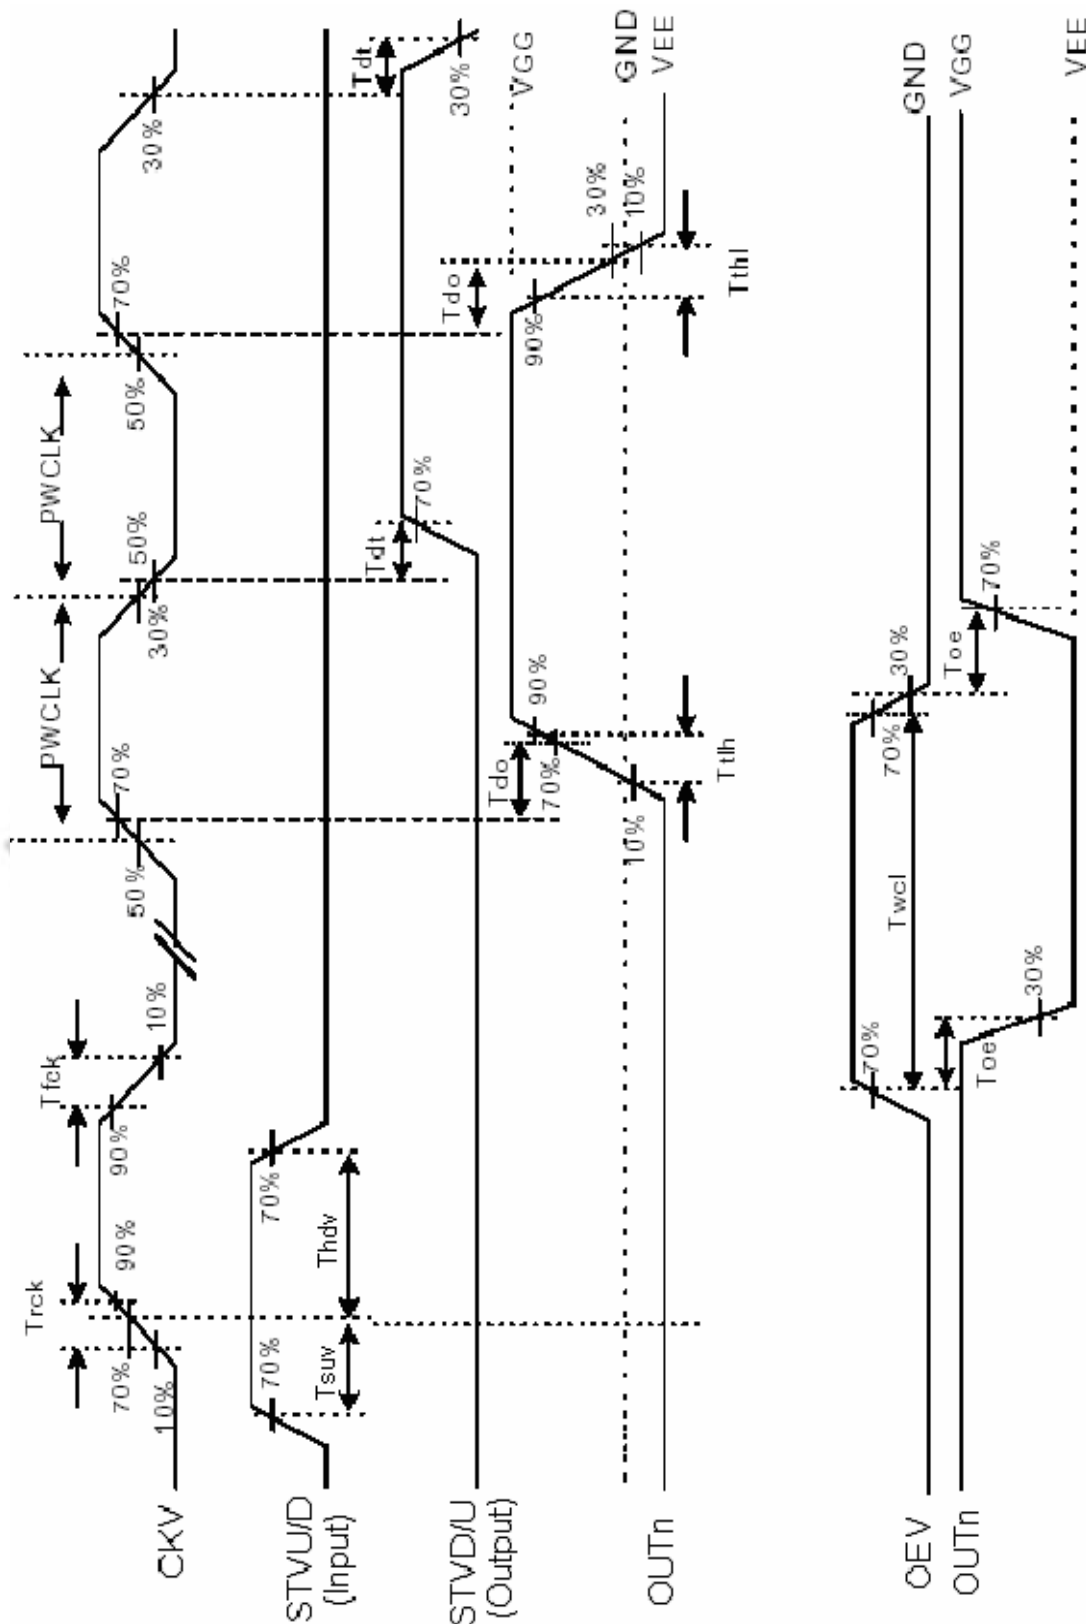 Trck
Tfck
PWCLK
PWCLK
CKV
10%
70%
90%
90%
10%
50%
70%
30%
50%
50%
70%
30%
STVU/D
(Input)
70%
70%
Tsuv
Thdv
STVD/U
(Output)
Tdt
70%
Tdt
30%
OUTn
10%
Tdo
70%
90%
Ttlh
90%
Tdo
30%
10%
Tthl
VGG
GND
VEE
OEV
70%
Twcl
70%
30%
GND
OUTn
Toe
30%
Toe
70%
VGG
VEE